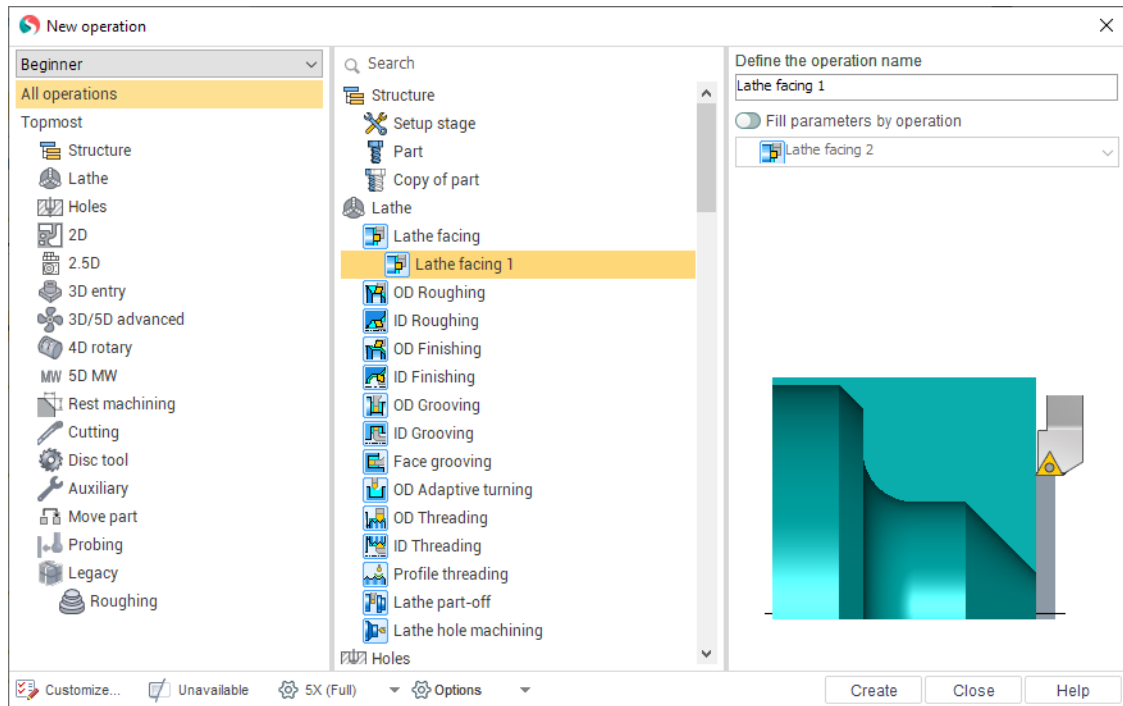 New operation
Beginner
All operations
Topmost
Structure
Lathe
Holes
2D
2.5D
3D entry
3D/5D advanced
4D rotary
MW 5D MW
Rest machining
Cutting
Disc tool
Auxiliary
Move part
Probing
Legacy
Roughing
Search
Structure
Setup stage
Part
Copy of part
Lathe
Lathe facing
Lathe facing 1
OD Roughing
ID Roughing
OD Finishing
ID Finishing
OD Grooving
ID Grooving
Face grooving
OD Adaptive turning
OD Threading
ID Threading
Profile threading
Lathe part-off
Lathe hole machining
Holes
Define the operation name
Lathe facing 1
Fill parameters by operation
Lathe facing 2
Customize... Unavailable 5X (Full) Options Create Close Help